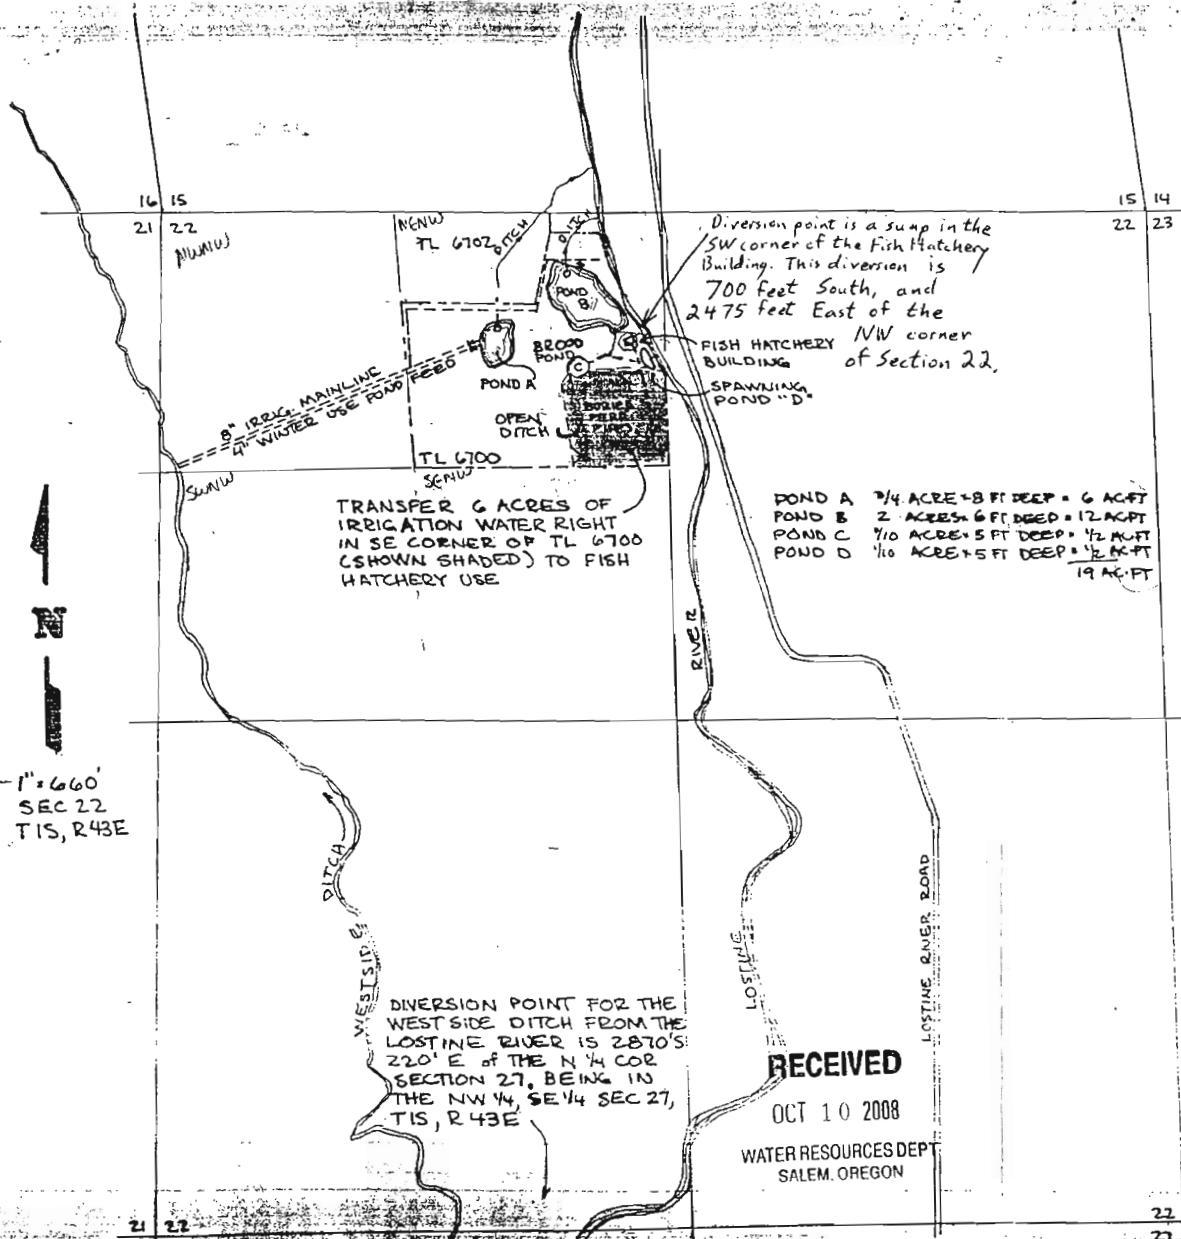 16 15
21 22
15 14
22 23
NWNW
NENW
TL 6702
DITCH
DITCH
POND
B
Diversion point is a sump in the
SW corner of the Fish Hatchery
Building. This diversion is
700 feet South, and
2475 feet East of the
NW corner
of Section 22.
FISH HATCHERY
BUILDING
SPAWNING
POND "D"
BROOD
POND
C
POND A
8" IRRIG. MAINLINE
4" WINTER USE POND FEED
OPEN
DITCH
BURIED
TL 6700
SENW
SWNW
TRANSFER 6 ACRES OF
IRRIGATION WATER RIGHT
IN SE CORNER OF TL 6700
(SHOWN SHADED) TO FISH
HATCHERY USE
POND A 3/4 ACRE × 8 FT DEEP = 6 AC·FT
POND B 2 ACRES × 6 FT DEEP = 12 AC·FT
POND C 1/10 ACRE × 5 FT DEEP = 1/2 AC·FT
POND D 1/10 ACRE × 5 FT DEEP = 1/2 AC·FT
19 AC·FT
N
1" = 660'
SEC 22
T1S, R43E
RIVER
DITCH
WESTSIDE
LOSTINE
LOSTINE RIVER ROAD
DIVERSION POINT FOR THE
WEST SIDE DITCH FROM THE
LOSTINE RIVER IS 2870'S
220' E of THE N 1/4 COR
SECTION 27, BEING IN
THE NW 1/4, SE 1/4 SEC 27,
T1S, R 43E
RECEIVED
OCT 10 2008
WATER RESOURCES DEPT
SALEM, OREGON
21 22
22